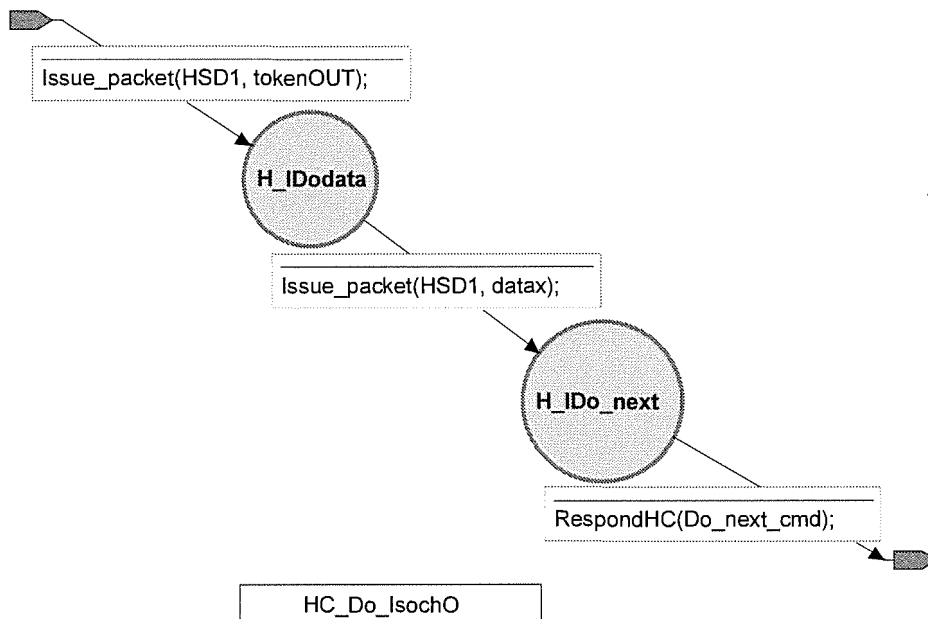 Issue_packet(HSD1, tokenOUT);
H_IDodata
Issue_packet(HSD1, datax);
H_IDo_next
RespondHC(Do_next_cmd);
HC_Do_IsochO